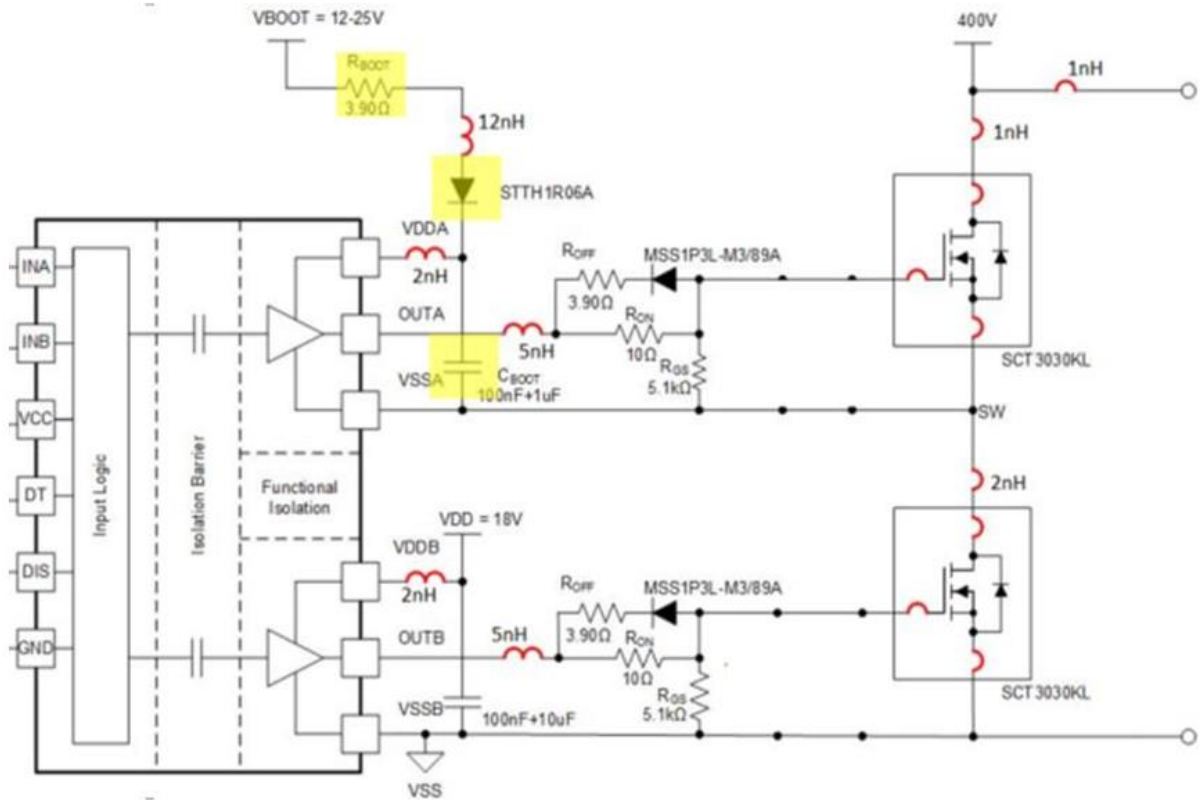 VBOOT = 12-25V
400V
RBOOT
3.90Ω
1nH
12nH
1nH
STTH1R06A
VDDA
2nH
ROFF
MSS1P3L-M3/89A
3.90Ω
INA
OUTA
RON
10Ω
5nH
INB
RGS
5.1kΩ
SCT3030KL
VSSA
CBOOT
100nF+1uF
VCC
SW
Input Logic
Isolation Barrier
Functional
Isolation
2nH
DT
VDD = 18V
VDDB
2nH
DIS
ROFF
MSS1P3L-M3/89A
3.90Ω
GND
OUTB
5nH
RON
10Ω
RGS
5.1kΩ
SCT3030KL
VSSB
100nF+10uF
VSS